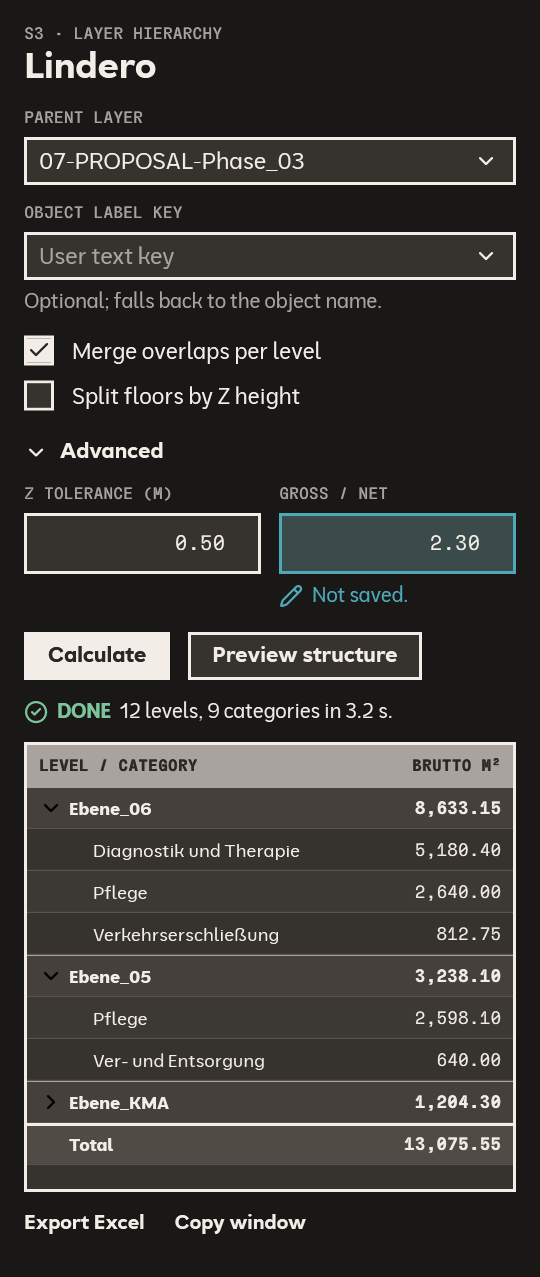 S3 · LAYER HIERARCHY
Lindero
PARENT LAYER
07-PROPOSAL-Phase_03
OBJECT LABEL KEY
User text key
Optional; falls back to the object name.
Merge overlaps per level
Split floors by Z height
Advanced
Z TOLERANCE (M) GROSS / NET
0.50 2.30
Not saved.
Calculate Preview structure
DONE 12 levels, 9 categories in 3.2 s.
LEVEL / CATEGORY BRUTTO M²
Ebene_06 8,633.15
Diagnostik und Therapie 5,180.40
Pflege 2,640.00
Verkehrserschließung 812.75
Ebene_05 3,238.10
Pflege 2,598.10
Ver- und Entsorgung 640.00
Ebene_KMA 1,204.30
Total 13,075.55
Export Excel Copy window